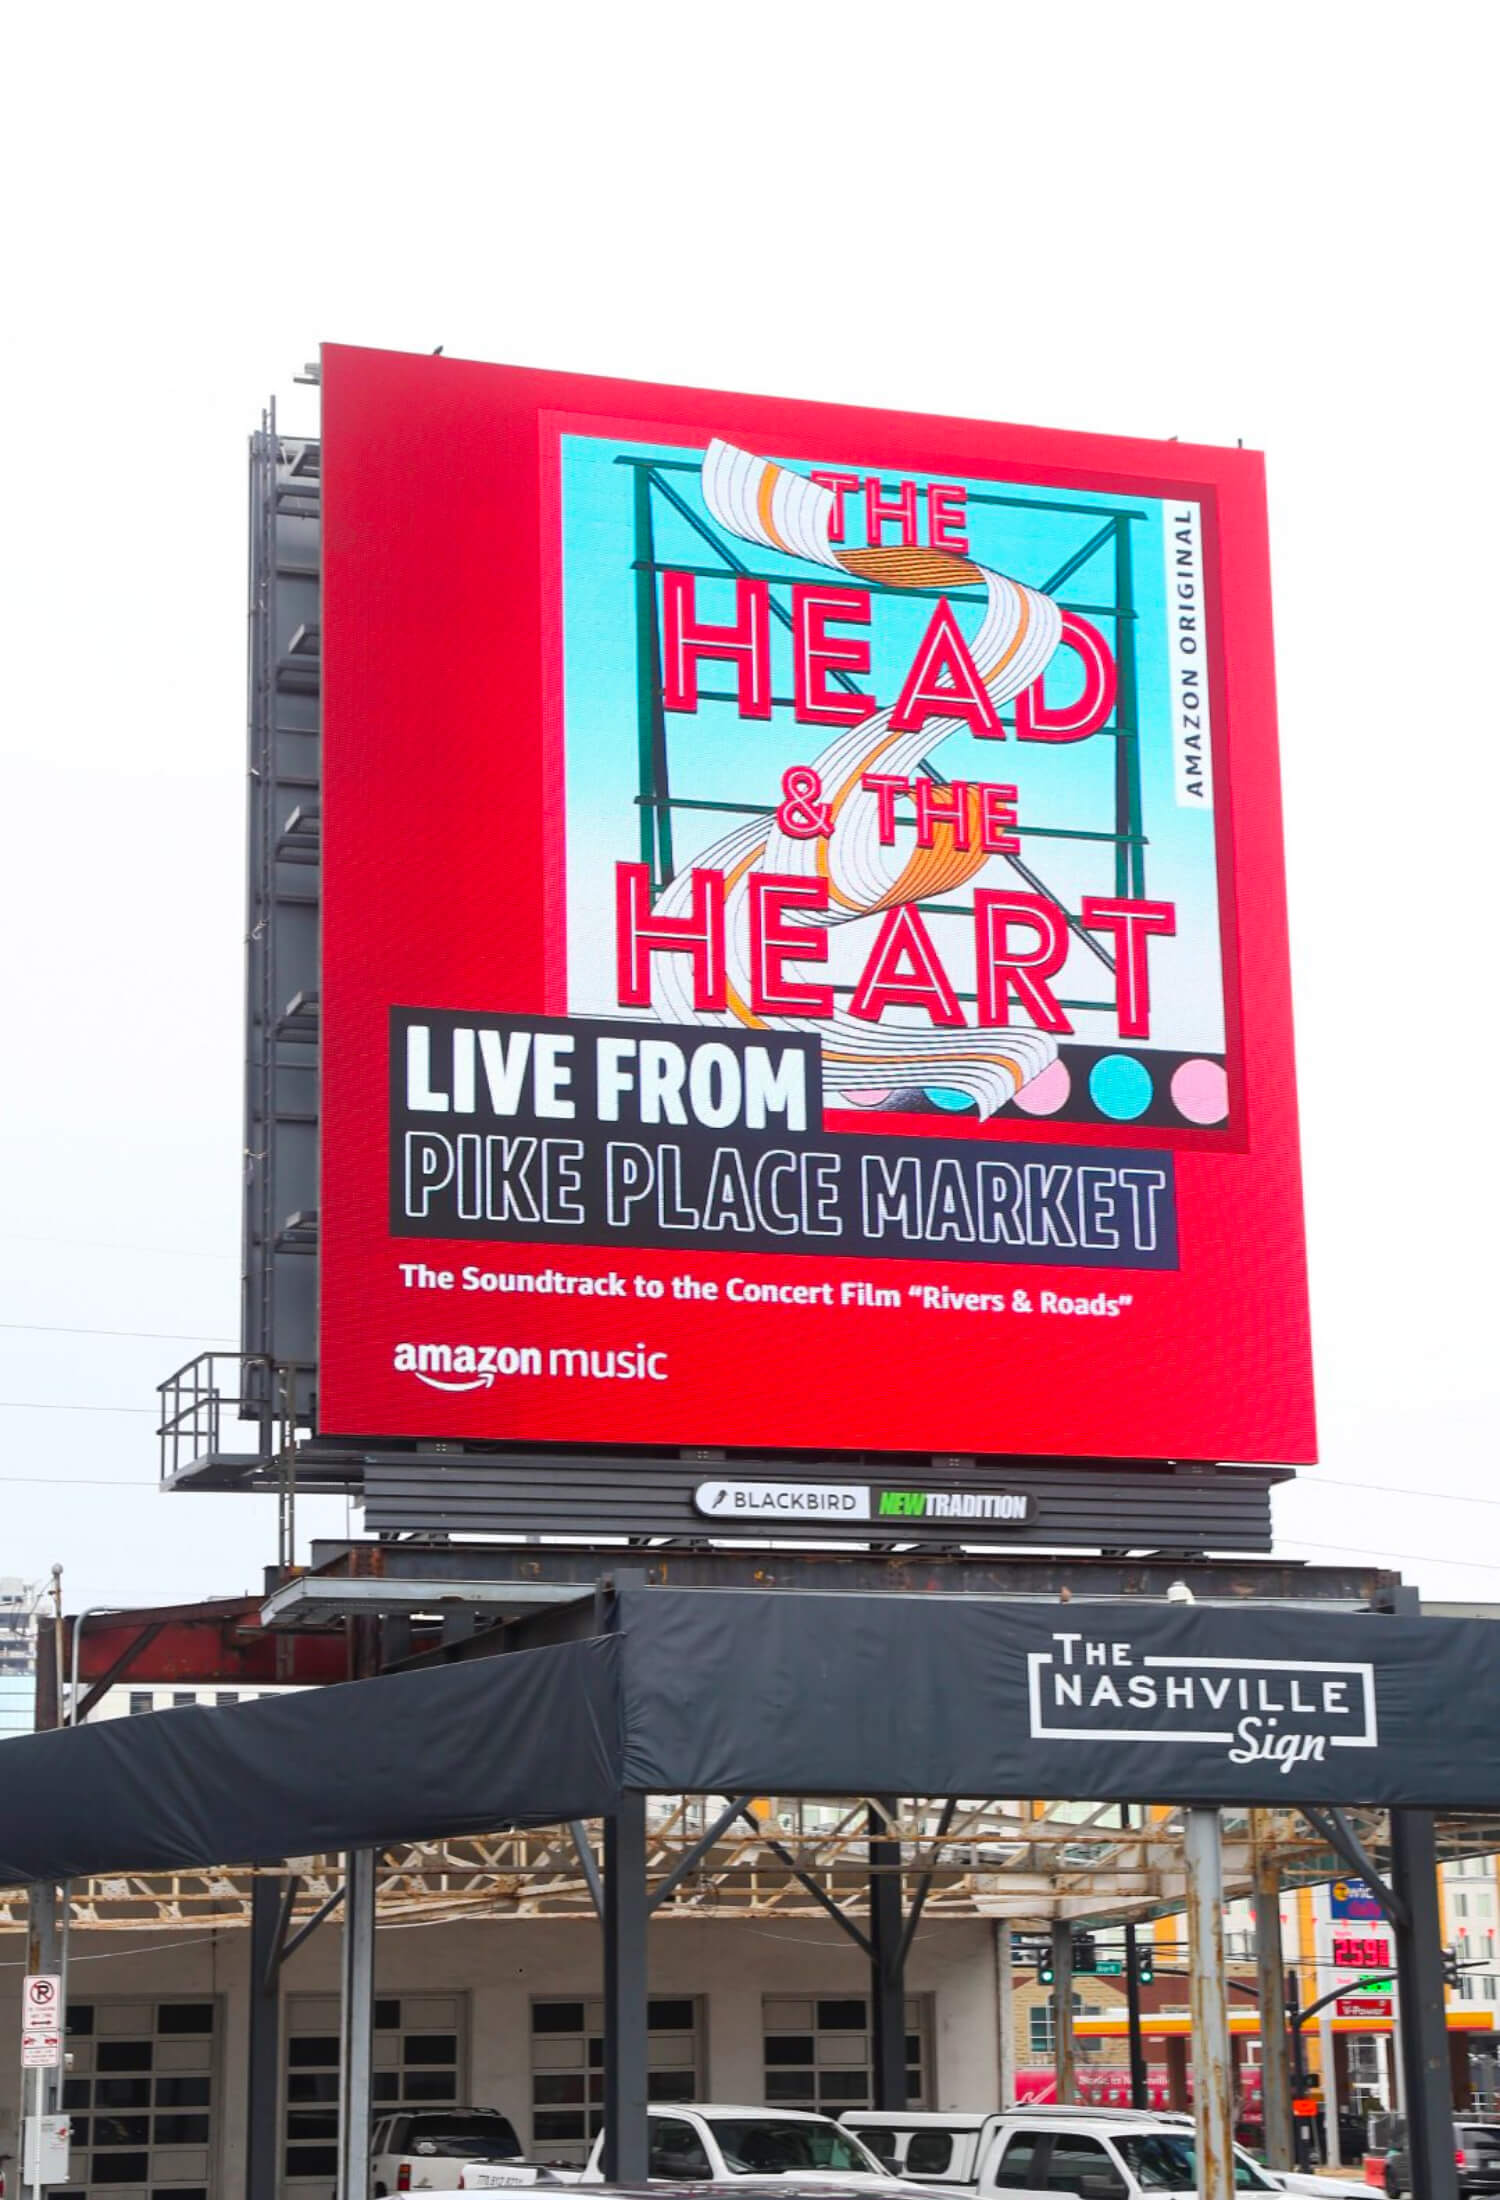 THE
HEAD
& THE
HEART
AMAZON ORIGINAL
LIVE FROM
PIKE PLACE MARKET
The Soundtrack to the Concert Film “Rivers & Roads”
amazon music
BLACKBIRD NEWTRADITION
THE
NASHVILLE
Sign
V-Power